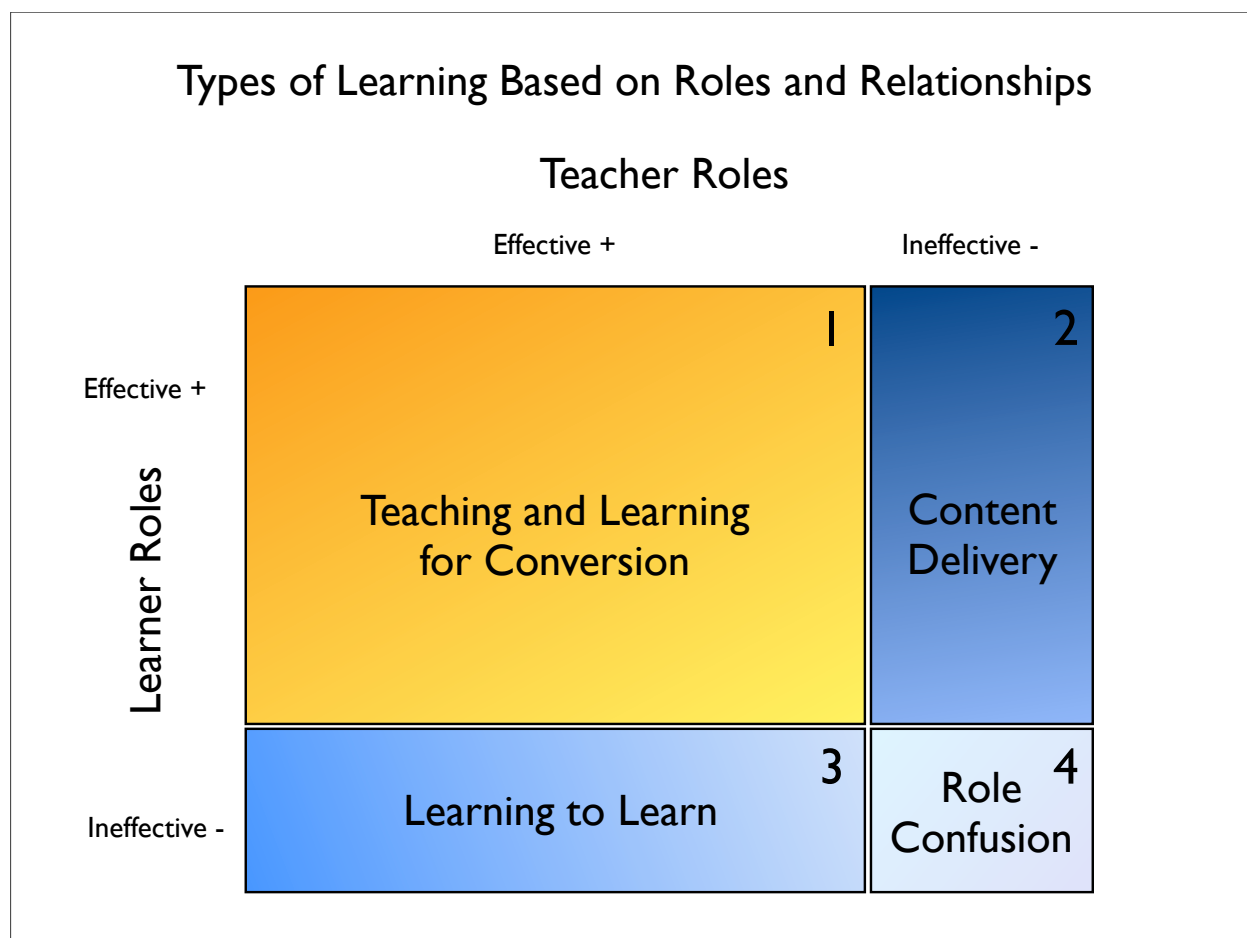 Types of Learning Based on Roles and Relationships
Teacher Roles
Effective +
Ineffective -
1
2
Effective +
Learner Roles
Teaching and Learning
for Conversion
Content
Delivery
3
4
Ineffective -
Learning to Learn
Role
Confusion